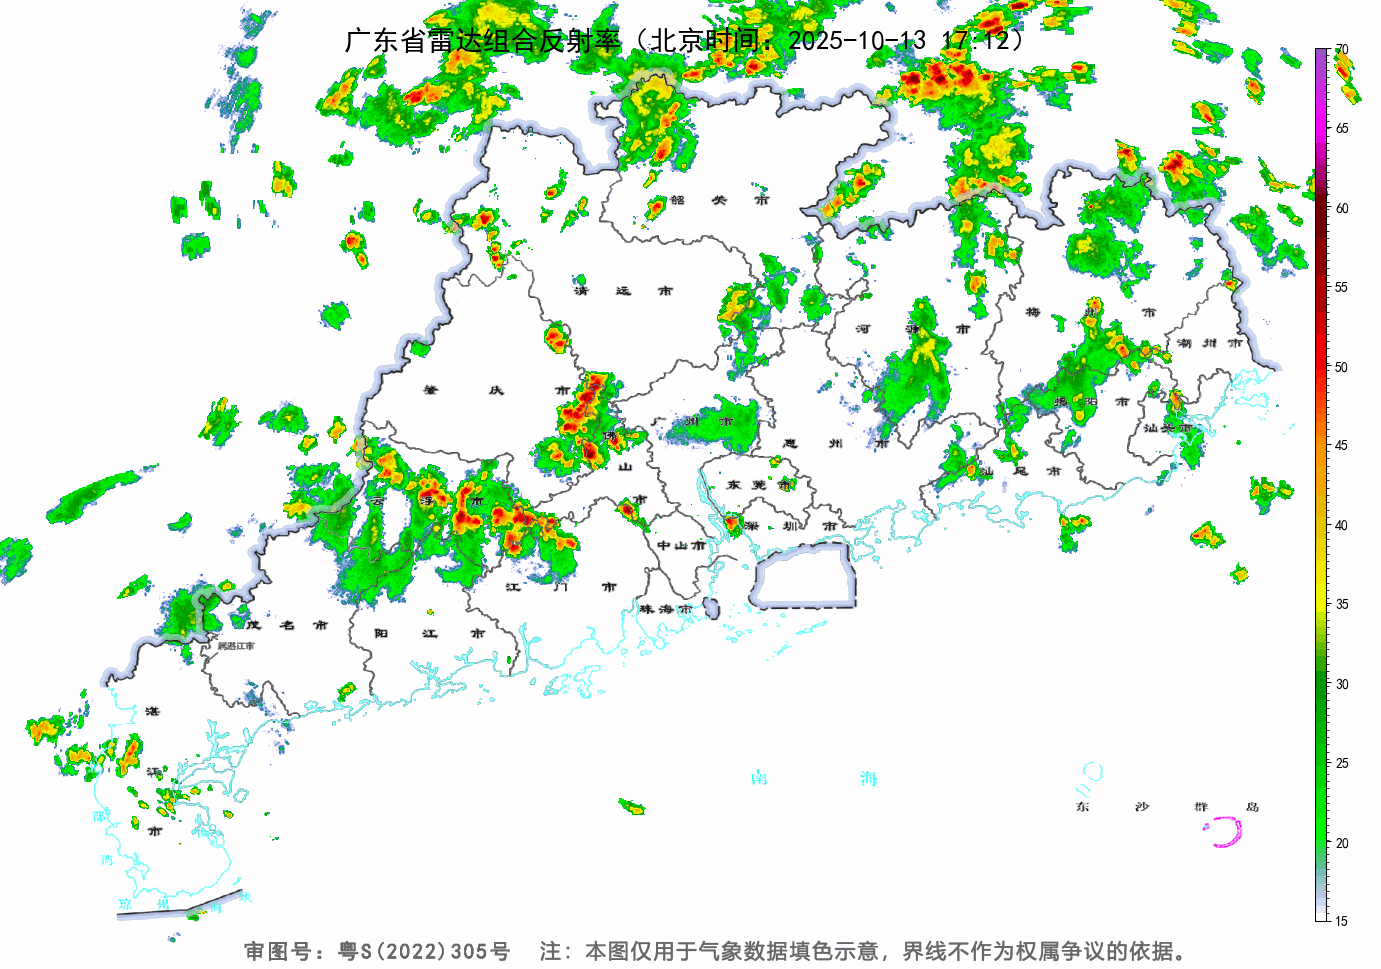 广东省雷达组合反射率（北京时间：2025-10-13 17:12）
70
65
60
55
50
45
40
35
30
25
20
15
韶 关 市
清 远 市
河 源 市
梅 州 市
潮 州 市
肇 庆 市
广 州 市
揭 阳 市
汕头市
佛 山 市
惠 州 市
汕 尾 市
东 莞 市
云 浮 市
深 圳 市
中山市
江 门 市
珠海市
茂 名 市
阳 江 市
属湛江市
湛 江 市
南 海
东 沙 群 岛
琼 州 海 峡
审图号：粤S(2022)305号 注：本图仅用于气象数据填色示意，界线不作为权属争议的依据。